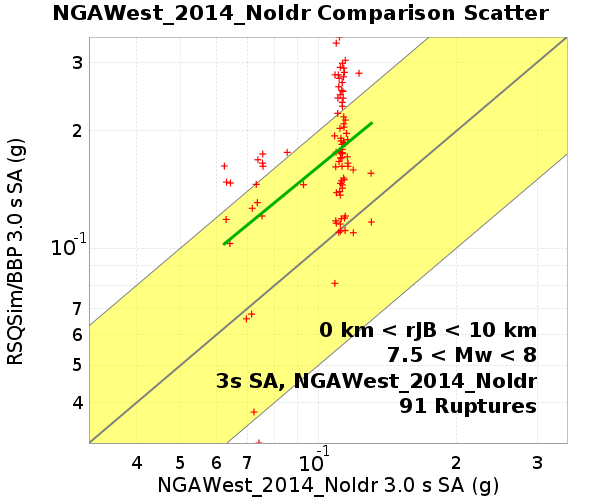 NGAWest_2014_NoIdr Comparison Scatter
RSQSim/BBP 3.0 s SA (g)
3
2
10-1
7
6
5
4
0 km < rJB < 10 km
7.5 < Mw < 8
3s SA, NGAWest_2014_NoIdr
91 Ruptures
4 5 6 7 10-1 2 3
NGAWest_2014_NoIdr 3.0 s SA (g)